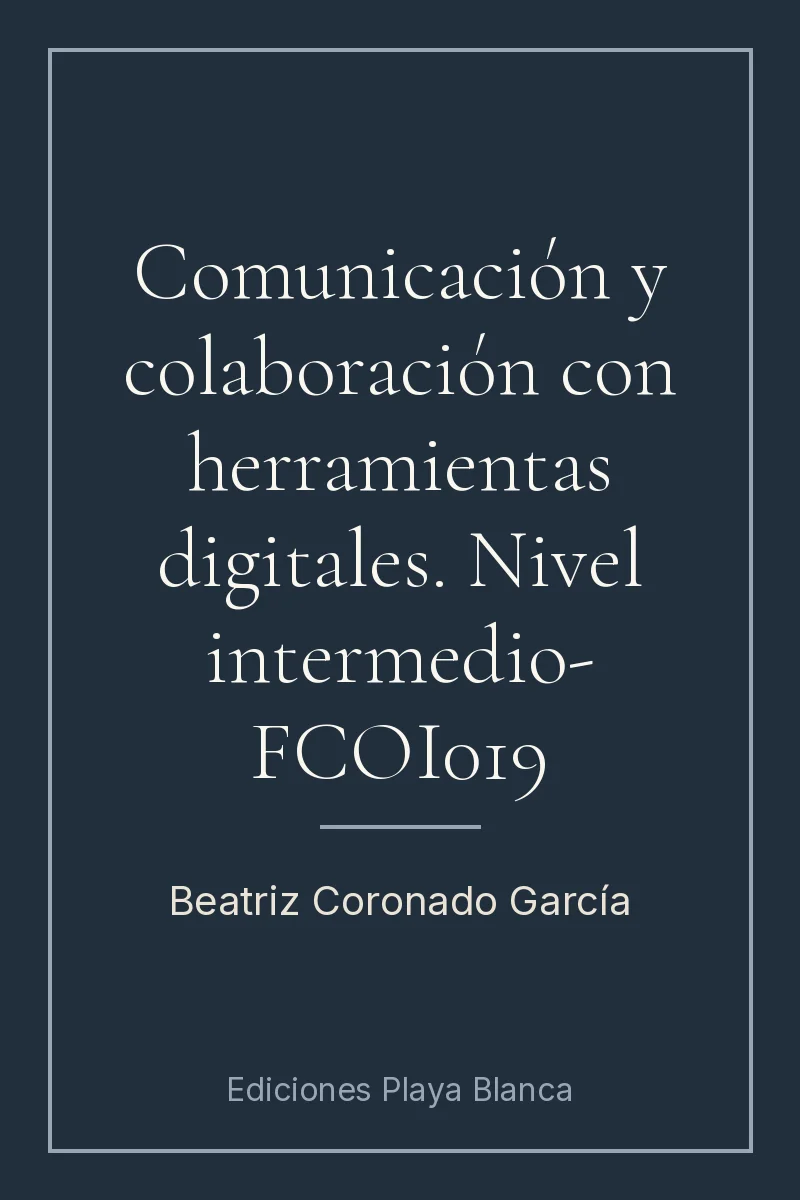 Comunicación y
colaboración con
herramientas
digitales. Nivel
intermedio-
FCOI019
Beatriz Coronado García
Ediciones Playa Blanca